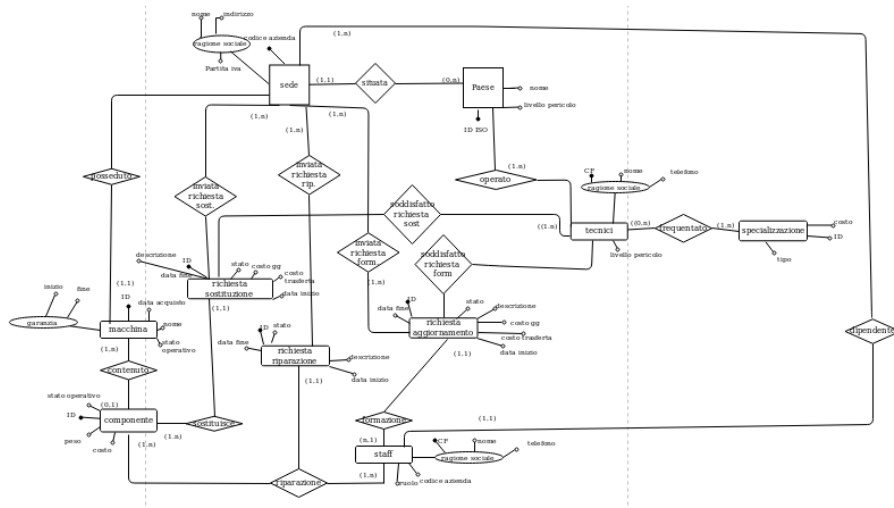 nome
indirizzo
ragione sociale
codice azienda
Partita iva
(1,n)
sede
(1,1)
situata
(0,n)
Paese
nome
livello pericolo
ID ISO
(1,n)
(1,n)
(1,n)
posseduto
inviata
richiesta
sost.
inviata
richiesta
rip.
operato
(1.n)
CF
nome
telefono
ragione sociale
soddisfatto
richiesta
sost
((1.n)
tecnici
((0,n)
frequentato
(1,n)
specializzazione
costo
ID
tipo
livello pericolo
inviata
richiesta
form.
soddisfatto
richiesta
form
descrizione
ID
data fine
stato
costo gg
costo
trasferta
richiesta
sostituzione
data inizio
(1,1)
(1,1)
(1,n)
inizio
fine
garanzia
ID
data acquisto
macchina
nome
stato
operativo
(1,n)
ID
data fine
stato
descrizione
costo gg
costo trasferta
data inizio
richiesta
aggiornamento
(1,1)
dipendente
data fine
ID
stato
richiesta
riparazione
descrizione
data inizio
(1,1)
contenuto
stato operativo
(0,1)
ID
componente
peso
costo
(1,n)
(1,n)
sostituisce
formazione
(1,1)
(n,1)
staff
CF
nome
telefono
ragione sociale
ruolo
codice azienda
(1,n)
riparazione